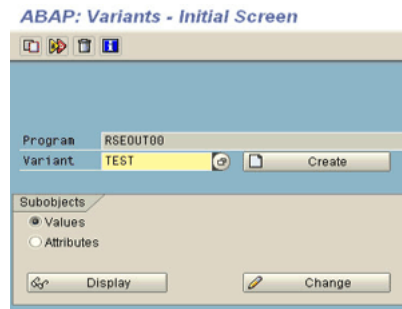 ABAP: Variants - Initial Screen
Program RSEOUT00
Variant TEST Create
Subobjects
Values
Attributes
Display Change